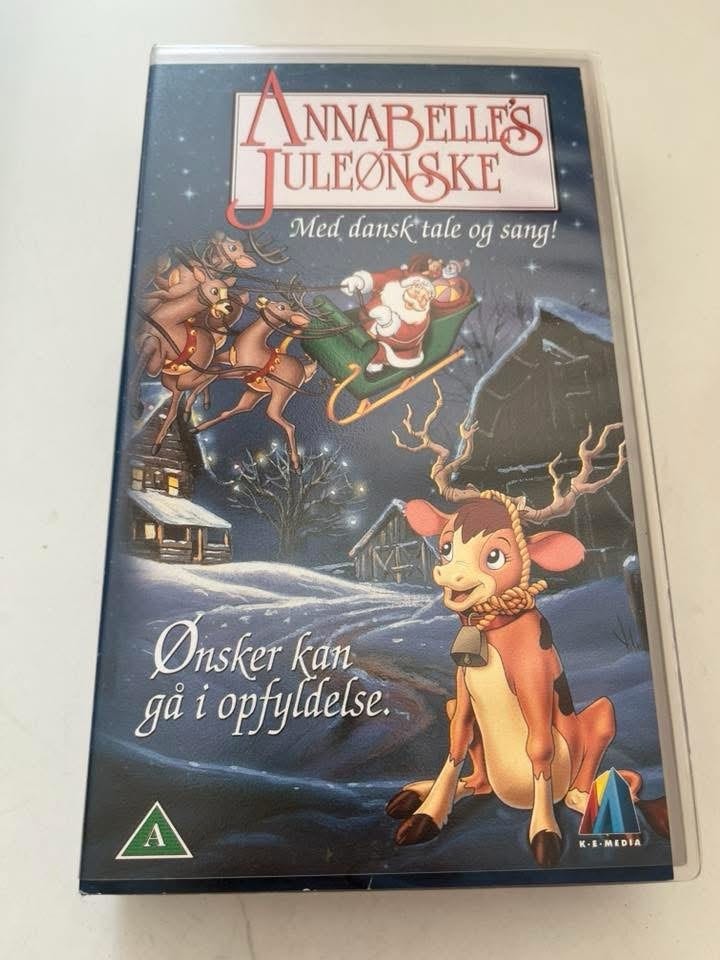 ANNABELLE'S
JULEØNSKE
Med dansk tale og sang!
Ønsker kan
gå i opfyldelse.
A
K·E·MEDIA